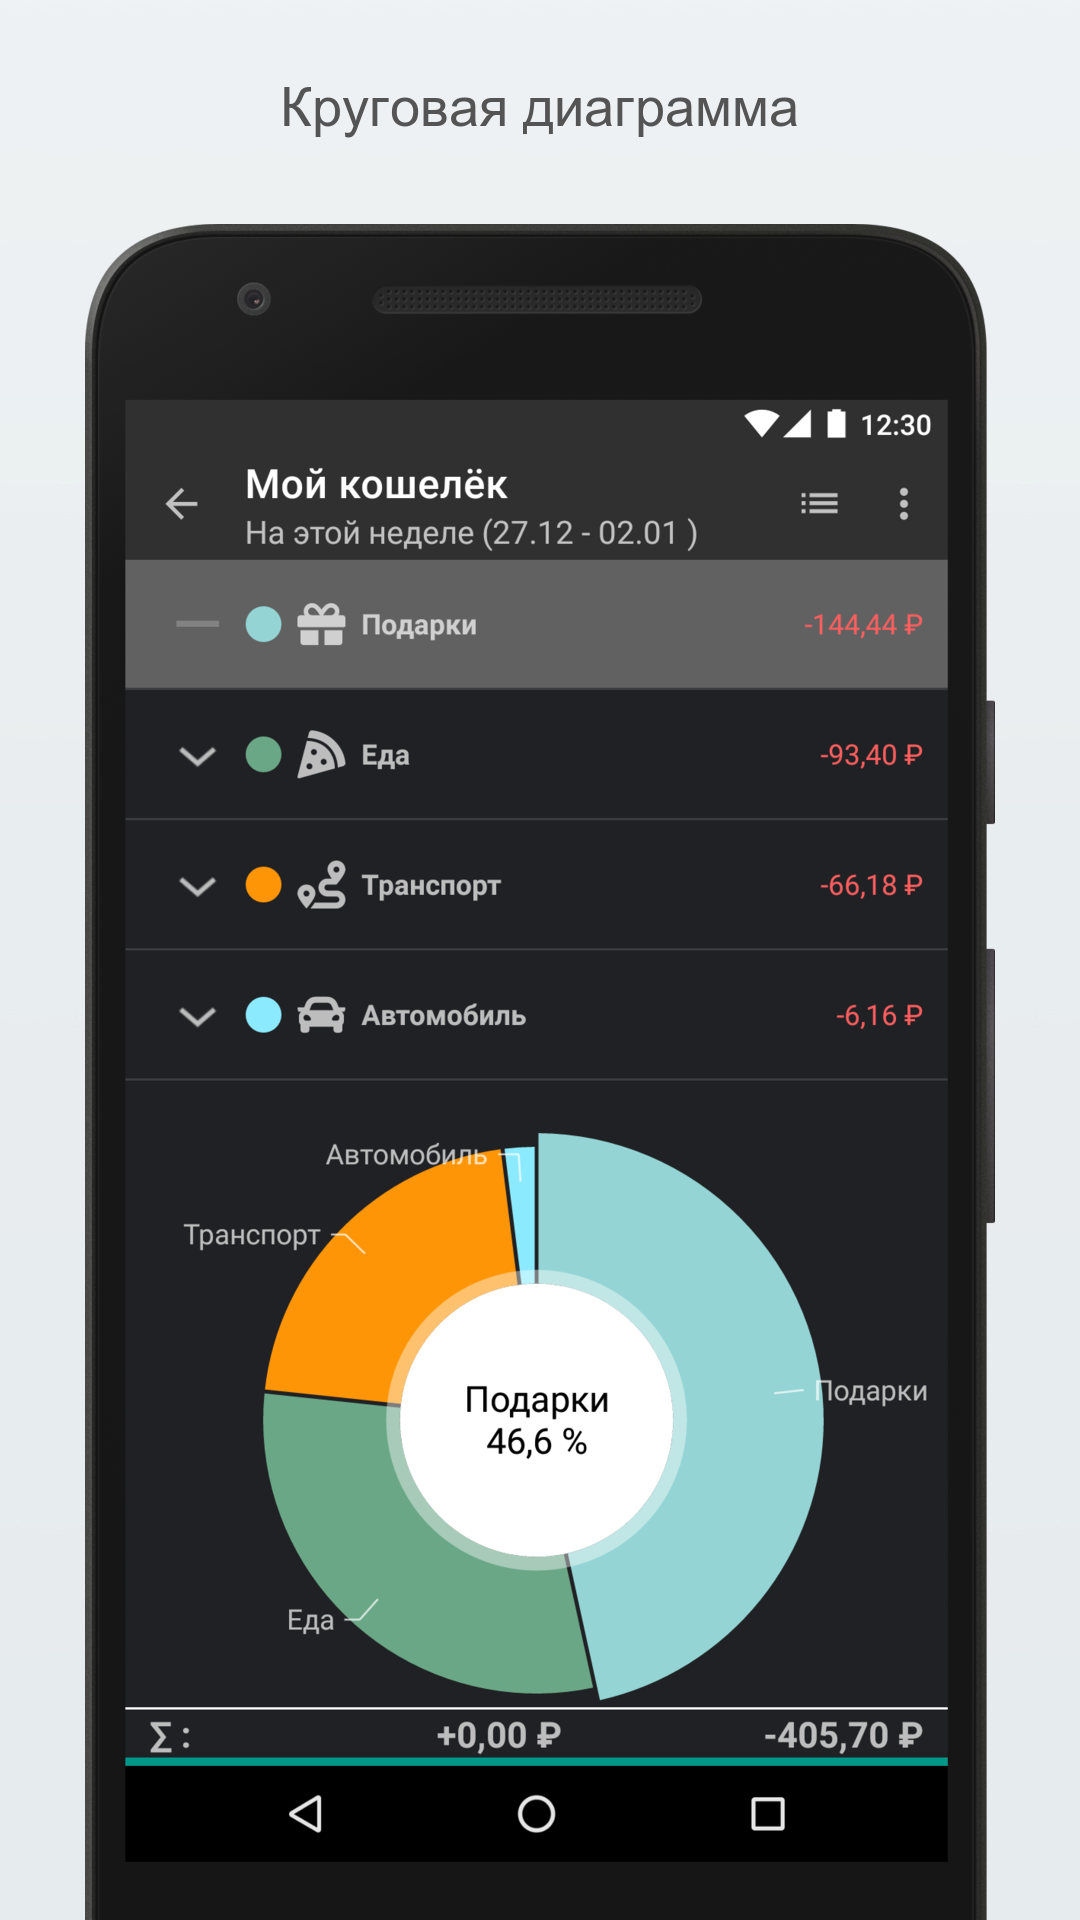 Круговая диаграмма
12:30
Мой кошелёк
На этой неделе (27.12 - 02.01 )
Подарки -144,44 ₽
Еда -93,40 ₽
Транспорт -66,18 ₽
Автомобиль -6,16 ₽
Автомобиль
Транспорт
Подарки
Подарки
46,6 %
Еда
Σ : +0,00 ₽ -405,70 ₽